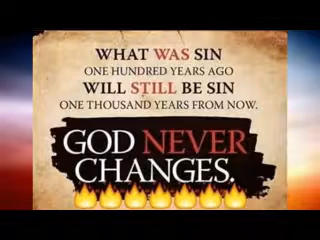 WHAT WAS SIN
ONE HUNDRED YEARS AGO
WILL STILL BE SIN
ONE THOUSAND YEARS FROM NOW.
GOD NEVER
CHANGES.
🔥🔥🔥🔥🔥🔥🔥